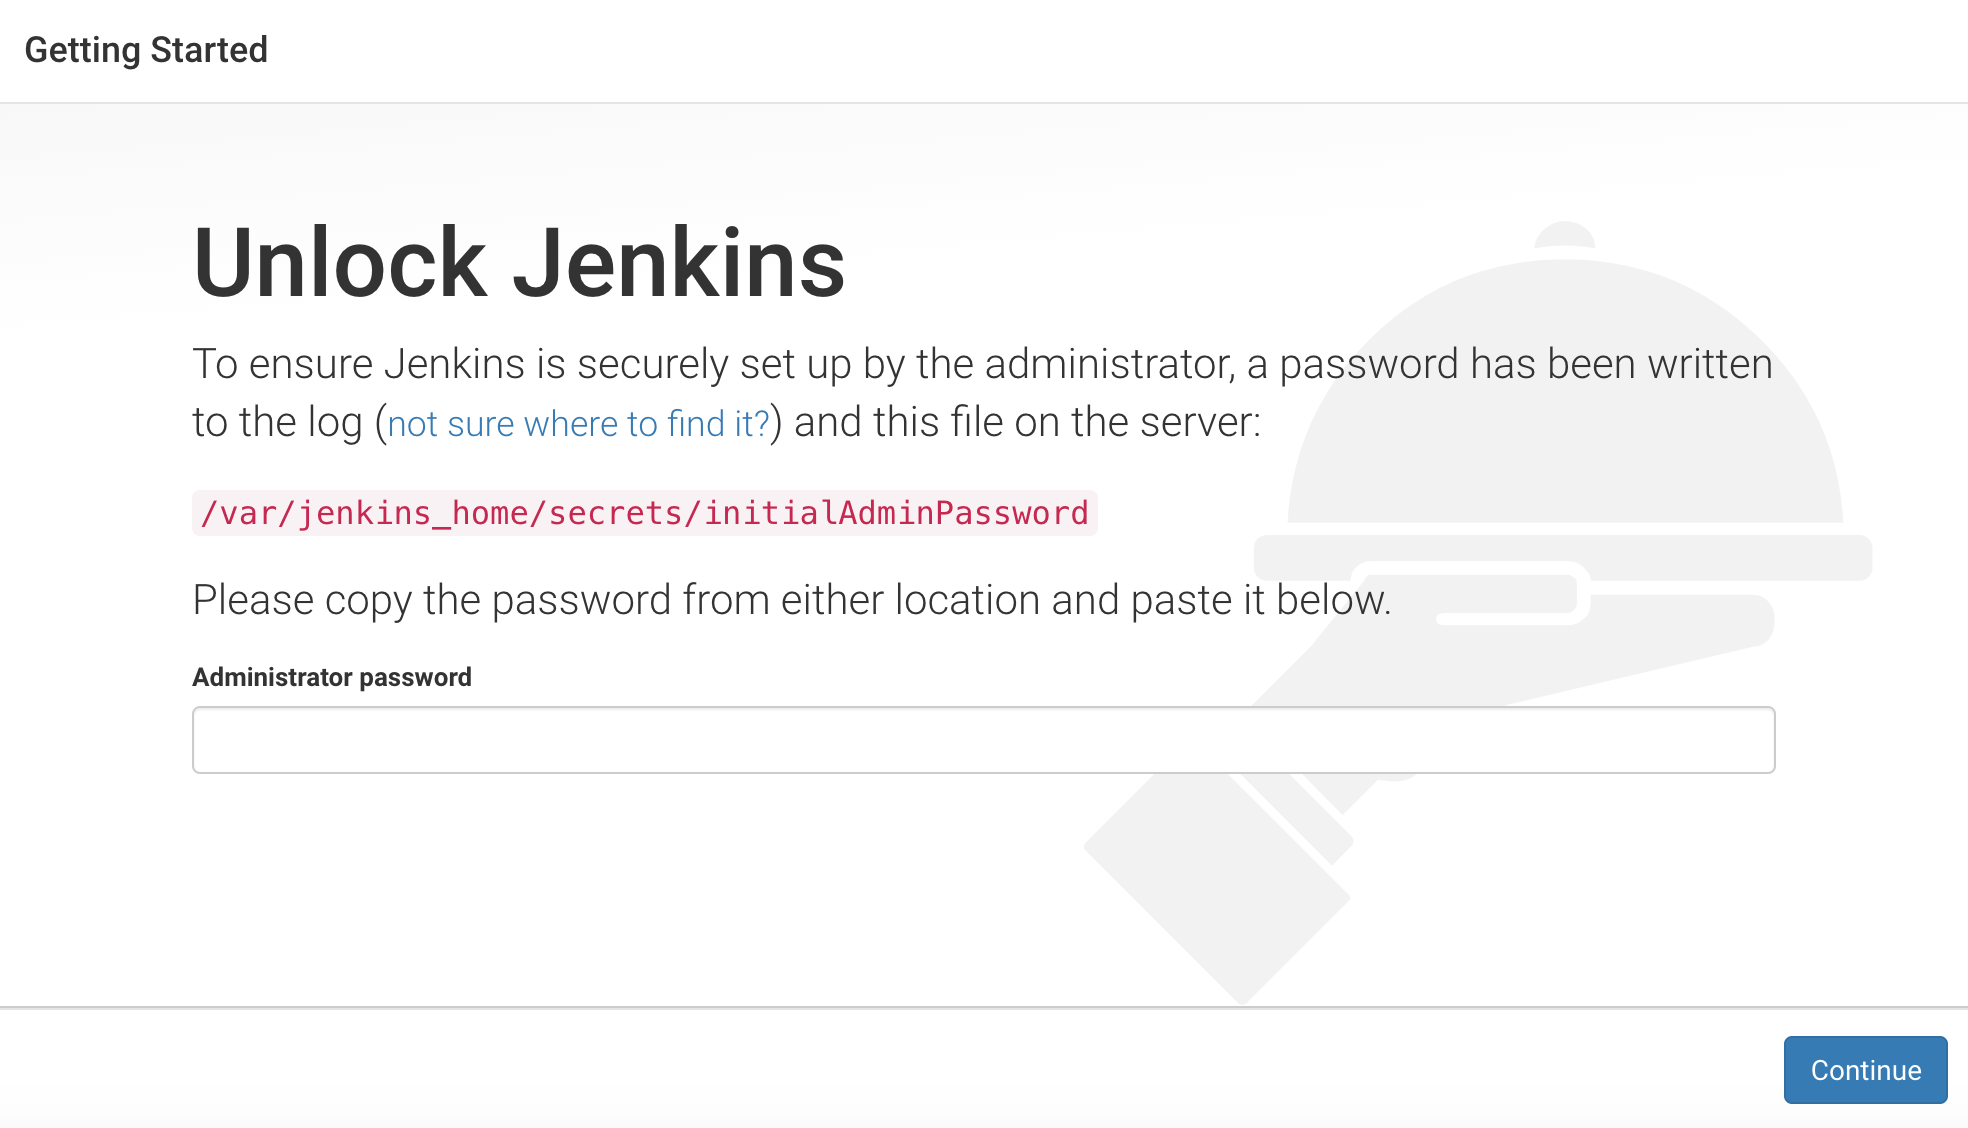 Getting Started
Unlock Jenkins
To ensure Jenkins is securely set up by the administrator, a password has been written
to the log (not sure where to find it?) and this file on the server:
/var/jenkins_home/secrets/initialAdminPassword
Please copy the password from either location and paste it below.
Administrator password
Continue